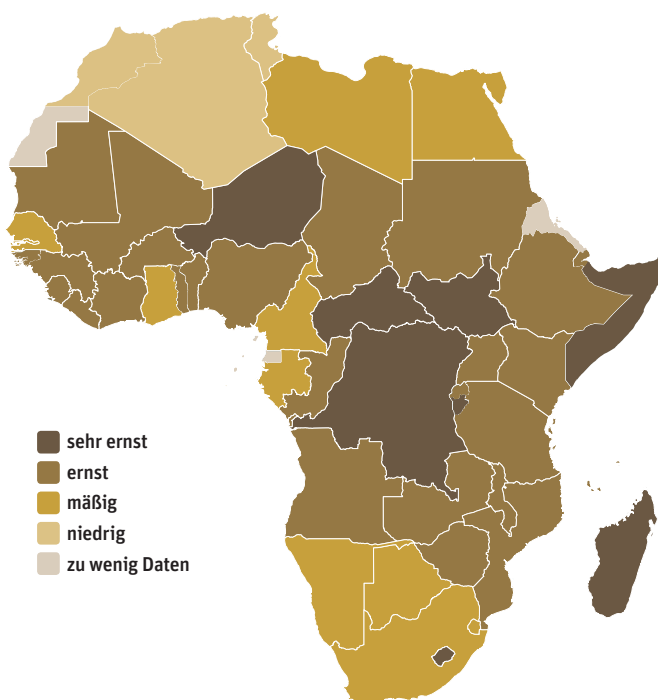 sehr ernst
ernst
mäßig
niedrig
zu wenig Daten